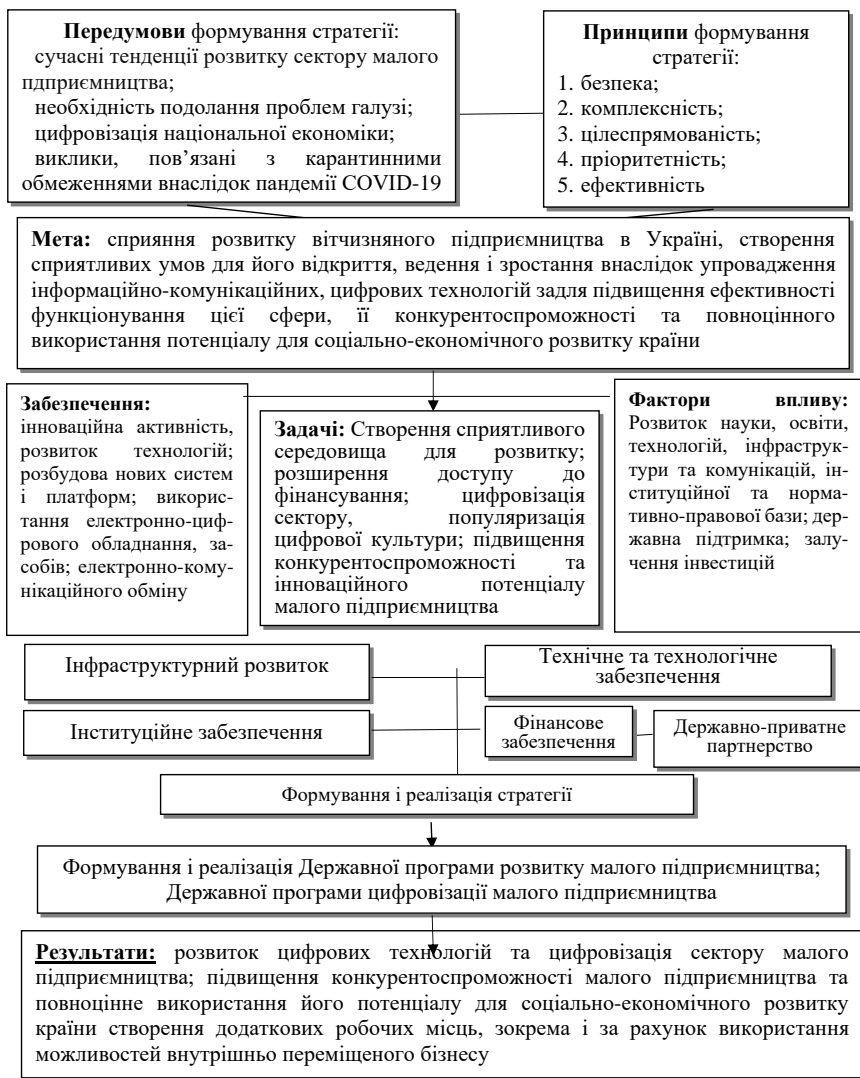 Передумови формування стратегії:
сучасні тенденції розвитку сектору малого
пдприємництва;
необхідність подолання проблем галузі;
цифровізація національної економіки;
виклики, пов’язані з карантинними
обмеженнями внаслідок пандемії COVID-19
Принципи формування
стратегії:
1. безпека;
2. комплексність;
3. цілеспрямованість;
4. пріоритетність;
5. ефективність
Мета: сприяння розвитку вітчизняного підприємництва в Україні, створення
сприятливих умов для його відкриття, ведення і зростання внаслідок упровадження
інформаційно-комунікаційних, цифрових технологій задля підвищення ефективності
функціонування цієї сфери, її конкурентоспроможності та повноцінного
використання потенціалу для соціально-економічного розвитку країни
Забезпечення:
інноваційна активність,
розвиток технологій;
розбудова нових систем
і платформ; викорис-
тання електронно-циф-
рового обладнання, за-
собів; електронно-кому-
нікаційного обміну
Задачі: Створення сприятливого
середовища для розвитку;
розширення доступу до
фінансування; цифровізація
сектору, популяризація
цифрової культури; підвищення
конкурентоспроможності та
інноваційного потенціалу
малого підприємництва
Фактори впливу:
Розвиток науки, освіти,
технологій, інфраструк-
тури та комунікацій, ін-
ституційної та норма-
тивно-правової бази; дер-
жавна підтримка; залу-
чення інвестицій
Інфраструктурний розвиток
Технічне та технологічне
забезпечення
Інституційне забезпечення
Фінансове
забезпечення
Державно-приватне
партнерство
Формування і реалізація стратегії
Формування і реалізація Державної програми розвитку малого підприємництва;
Державної програми цифровізації малого підприємництва
Результати: розвиток цифрових технологій та цифровізація сектору малого
підприємництва; підвищення конкурентоспроможності малого підприємництва та
повноцінне використання його потенціалу для соціально-економічного розвитку
країни створення додаткових робочих місць, зокрема і за рахунок використання
можливостей внутрішньо переміщеного бізнесу